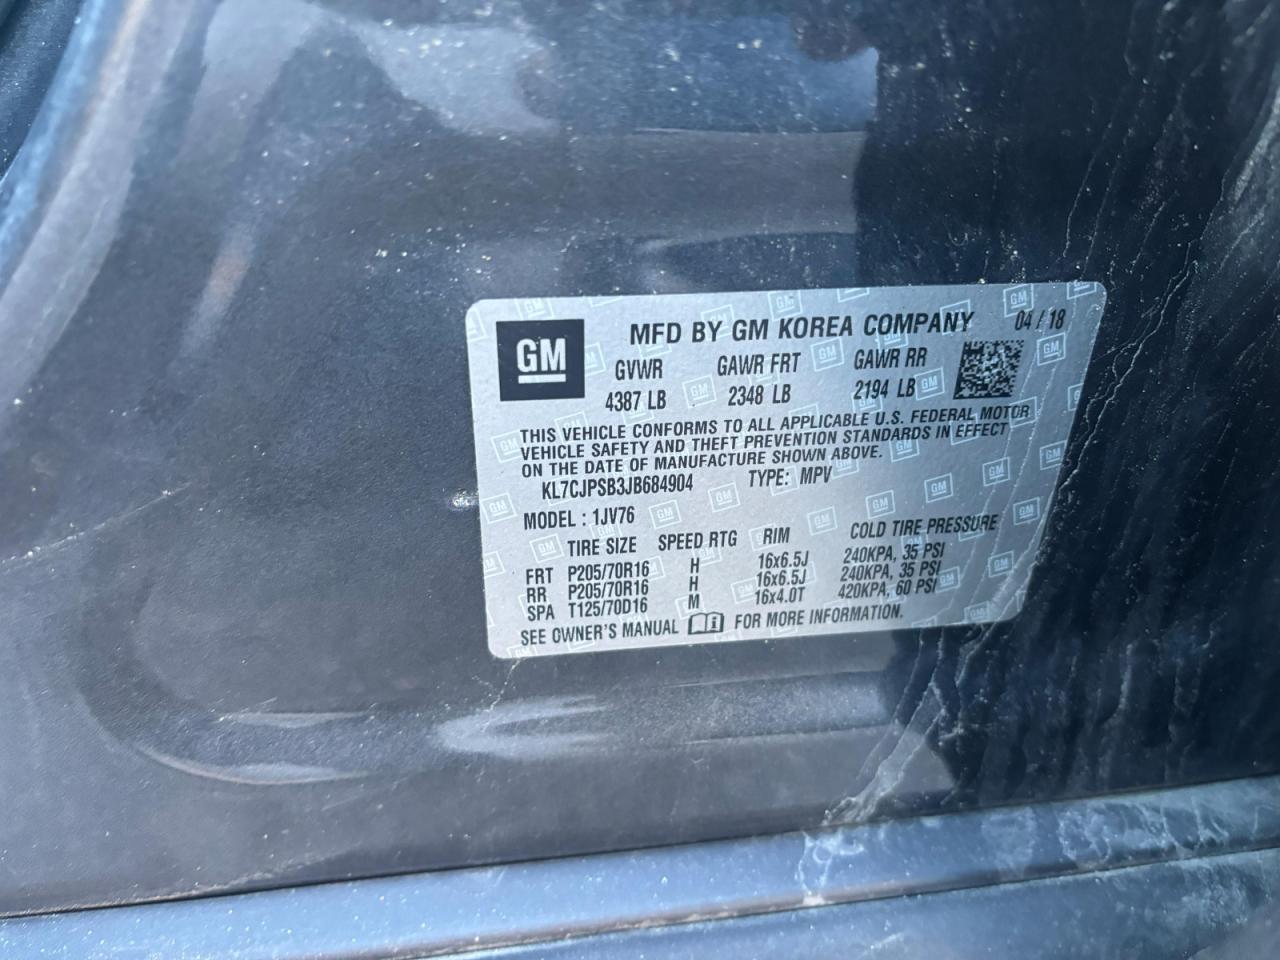 GM
MFD BY GM KOREA COMPANY 04 / 18
GVWR GAWR FRT GAWR RR
4387 LB 2348 LB 2194 LB
THIS VEHICLE CONFORMS TO ALL APPLICABLE U.S. FEDERAL MOTOR
VEHICLE SAFETY AND THEFT PREVENTION STANDARDS IN EFFECT
ON THE DATE OF MANUFACTURE SHOWN ABOVE.
KL7CJPSB3JB684904 TYPE: MPV
MODEL : 1JV76
TIRE SIZE SPEED RTG RIM COLD TIRE PRESSURE
FRT P205/70R16 H 16x6.5J 240KPA, 35 PSI
RR P205/70R16 H 16x6.5J 240KPA, 35 PSI
SPA T125/70D16 M 16x4.0T 420KPA, 60 PSI
SEE OWNER'S MANUAL FOR MORE INFORMATION.